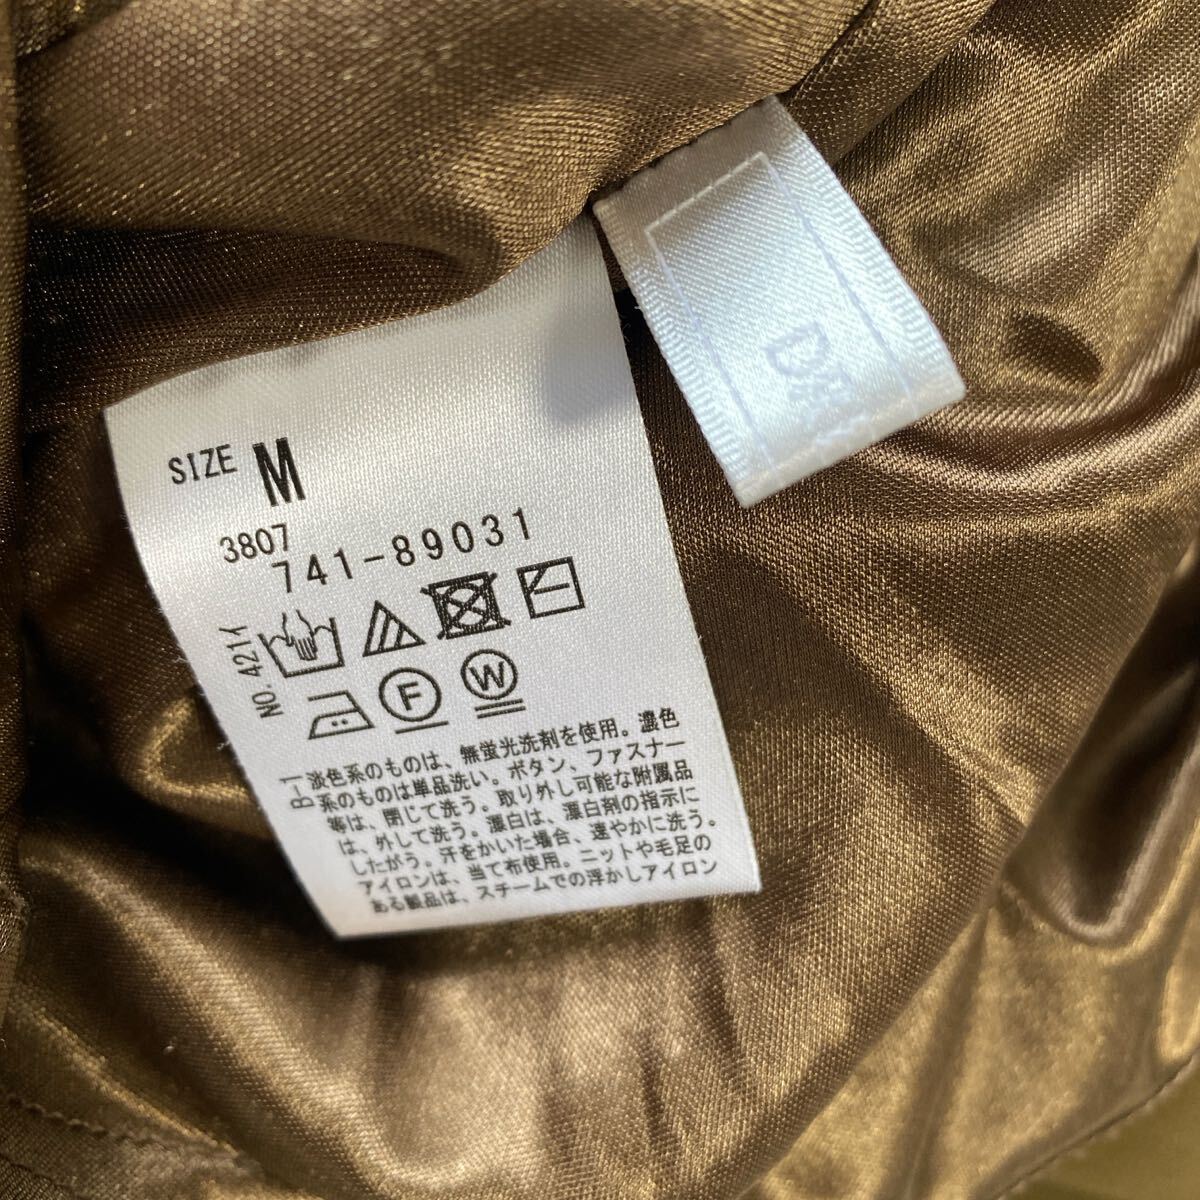 SIZE M
3807
741-89031
NO.421イ
F
W
B-1
淡色系のものは、無蛍光洗剤を使用。濃色
系のものは単品洗い。ボタン、ファスナー
等は、閉じて洗う。取り外し可能な附属品
は、外して洗う。漂白は、漂白剤の指示に
したがう。汗をかいた場合、速やかに洗う。
アイロンは、当て布使用。ニットや毛足の
ある製品は、スチームでの浮かしアイロン